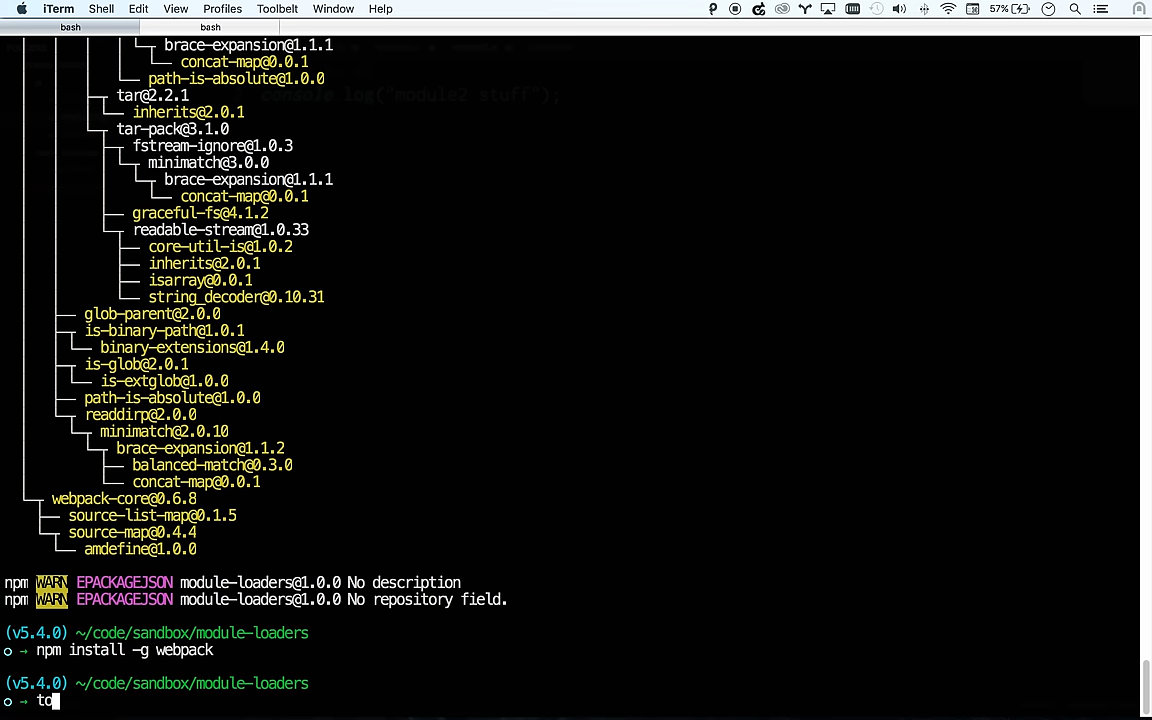 iTerm Shell Edit View Profiles Toolbelt Window Help 57%
bash bash
brace-expansion@1.1.1
concat-map@0.0.1
path-is-absolute@1.0.0
tar@2.2.1
console log("module2 stuff");
inherits@2.0.1
tar-pack@3.1.0
fstream-ignore@1.0.3
minimatch@3.0.0
brace-expansion@1.1.1
concat-map@0.0.1
graceful-fs@4.1.2
readable-stream@1.0.33
core-util-is@1.0.2
inherits@2.0.1
isarray@0.0.1
string_decoder@0.10.31
glob-parent@2.0.0
is-binary-path@1.0.1
binary-extensions@1.4.0
is-glob@2.0.1
is-extglob@1.0.0
path-is-absolute@1.0.0
readdirp@2.0.0
minimatch@2.0.10
brace-expansion@1.1.2
balanced-match@0.3.0
concat-map@0.0.1
webpack-core@0.6.8
source-list-map@0.1.5
source-map@0.4.4
amdefine@1.0.0
npm WARN EPACKAGEJSON module-loaders@1.0.0 No description
npm WARN EPACKAGEJSON module-loaders@1.0.0 No repository field.
(v5.4.0) ~/code/sandbox/module-loaders
○ → npm install -g webpack
(v5.4.0) ~/code/sandbox/module-loaders
○ → to